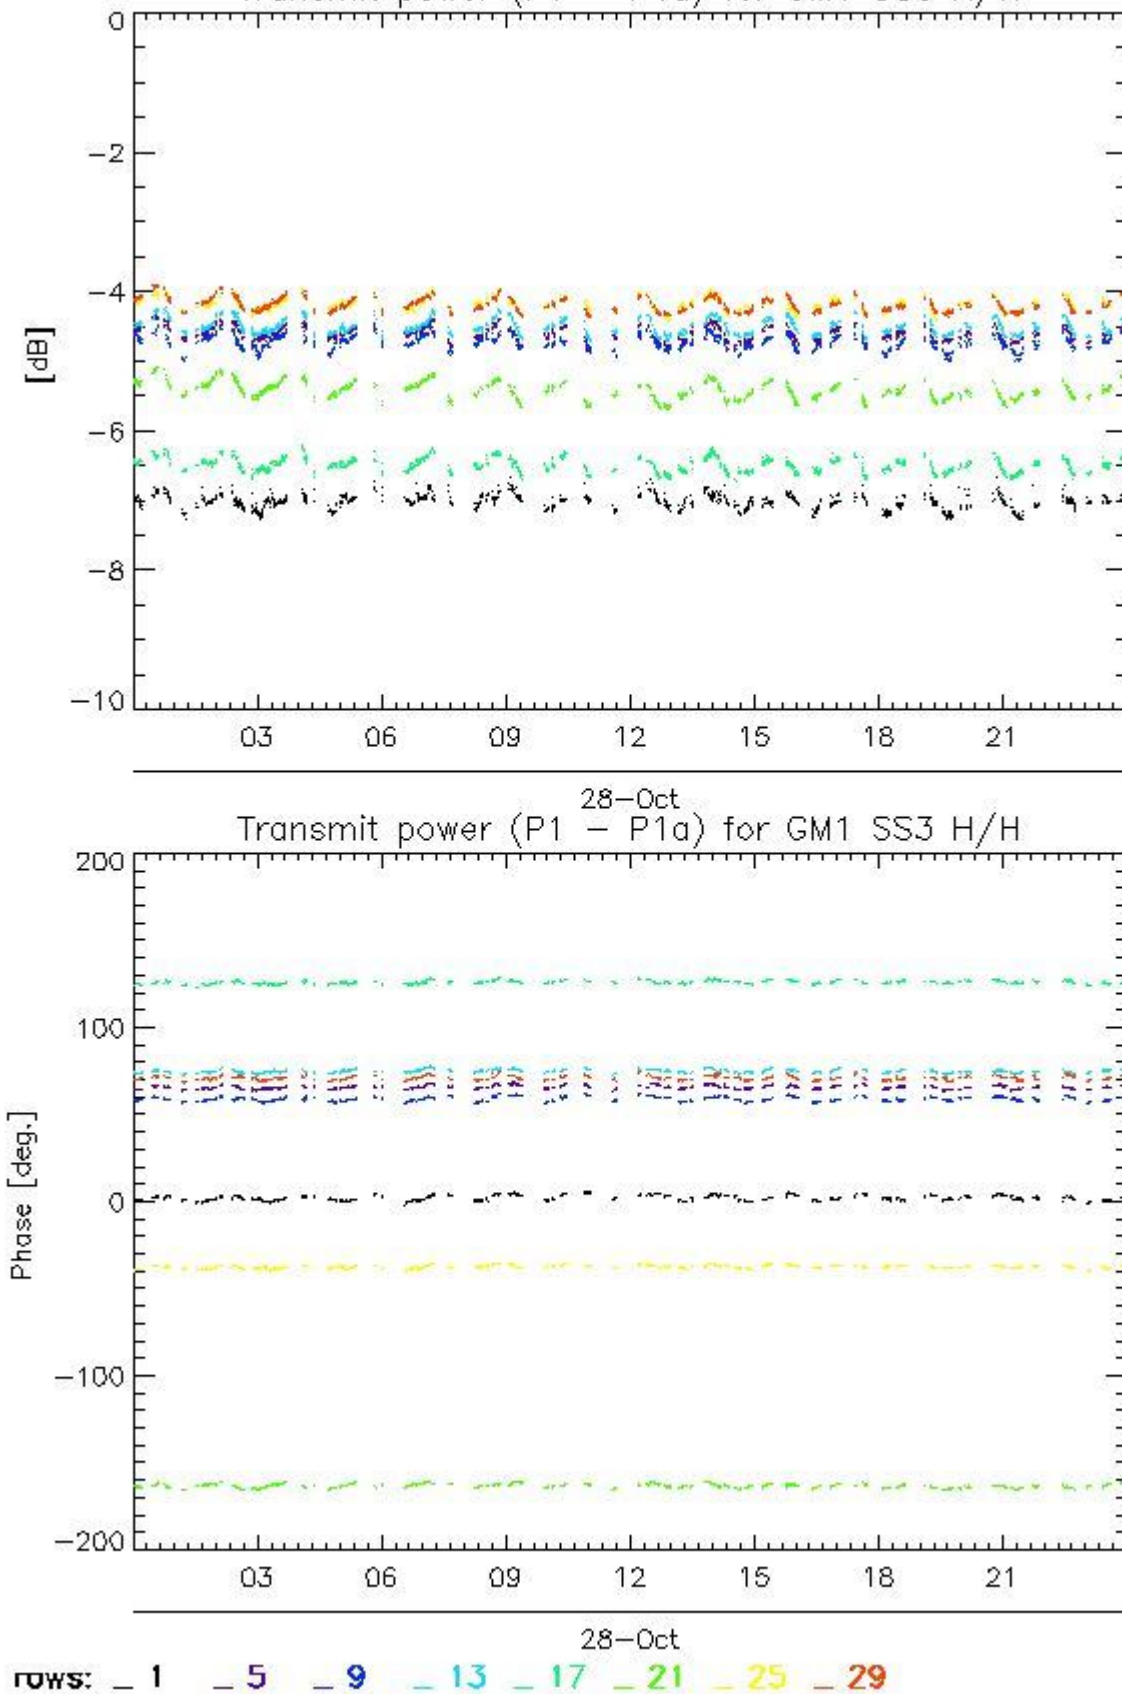 0
-2
-4
[dB]
-6
-8
-10
03 06 09 12 15 18 21
28-Oct
Transmit power (P1 - P1a) for GM1 SS3 H/H
200
100
0
Phase [deg.]
-100
-200
03 06 09 12 15 18 21
28-Oct
rows: _ 1 _ 5 _ 9 _ 13 _ 17 _ 21 _ 25 _ 29